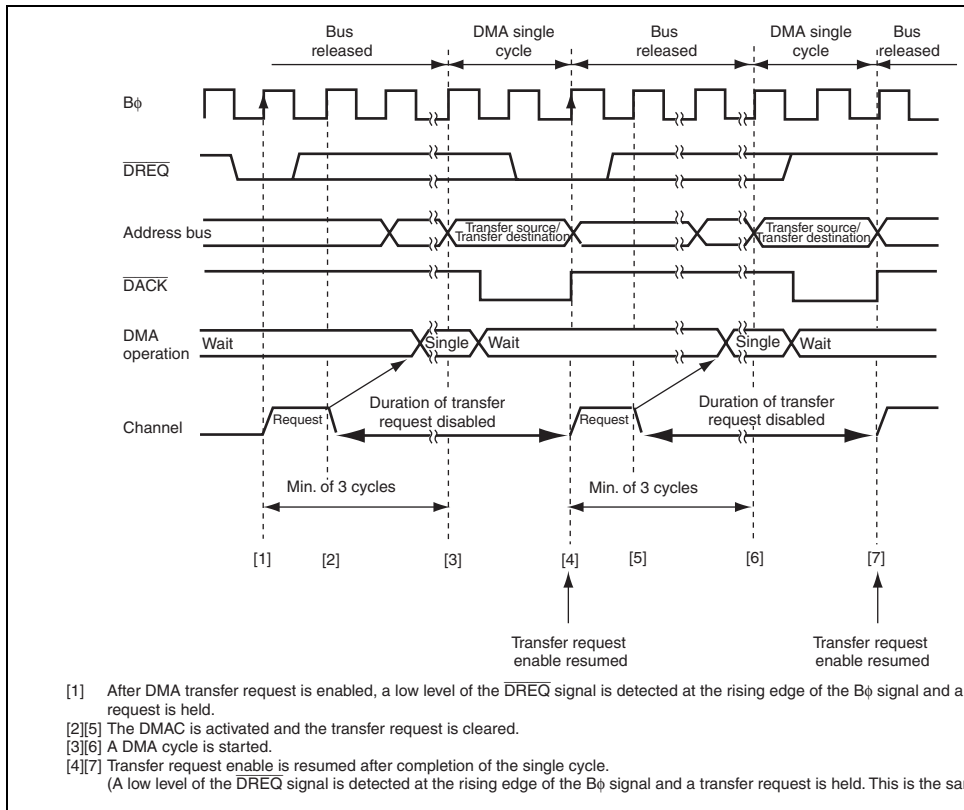 Bus released
DMA single cycle
Bus released
DMA single cycle
Bus released
Bφ
DREQ
Address bus
Transfer source/
Transfer destination
Transfer source/
Transfer destination
DACK
DMA operation
Wait
Single
Wait
Single
Wait
Channel
Request
Duration of transfer request disabled
Request
Duration of transfer request disabled
Min. of 3 cycles
Min. of 3 cycles
[1] [2] [3] [4] [5] [6] [7]
Transfer request enable resumed
Transfer request enable resumed
[1] After DMA transfer request is enabled, a low level of the DREQ signal is detected at the rising edge of the Bφ signal and a
request is held.
[2][5] The DMAC is activated and the transfer request is cleared.
[3][6] A DMA cycle is started.
[4][7] Transfer request enable is resumed after completion of the single cycle.
(A low level of the DREQ signal is detected at the rising edge of the Bφ signal and a transfer request is held. This is the